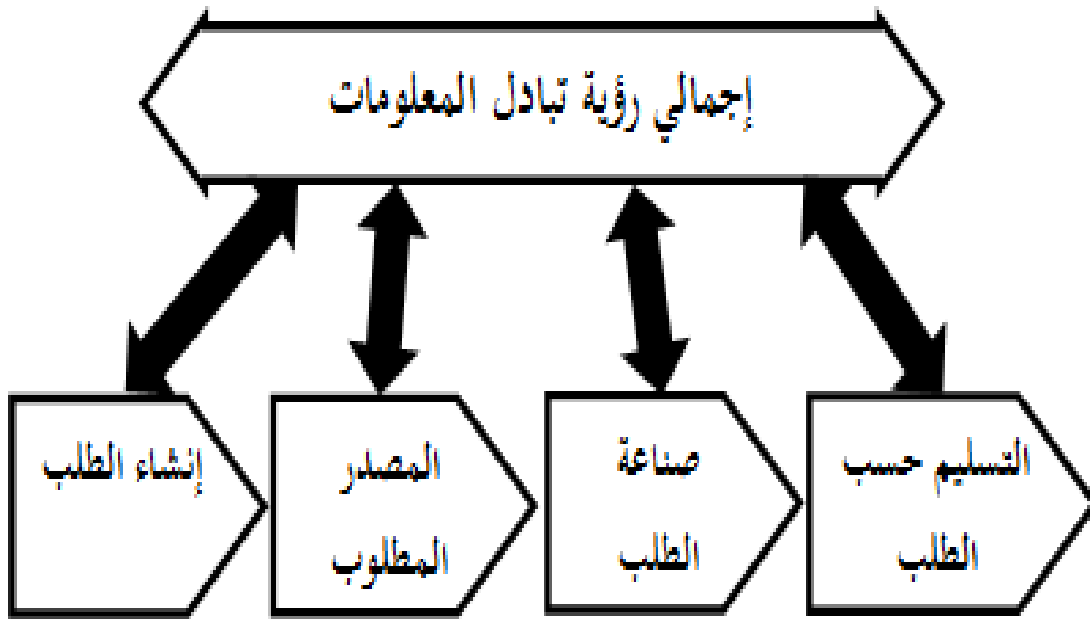 إجمالي رؤية تبادل المعلومات
إنشاء الطلب
المصدر
المطلوب
صناعة
الطلب
التسليم حسب
الطلب